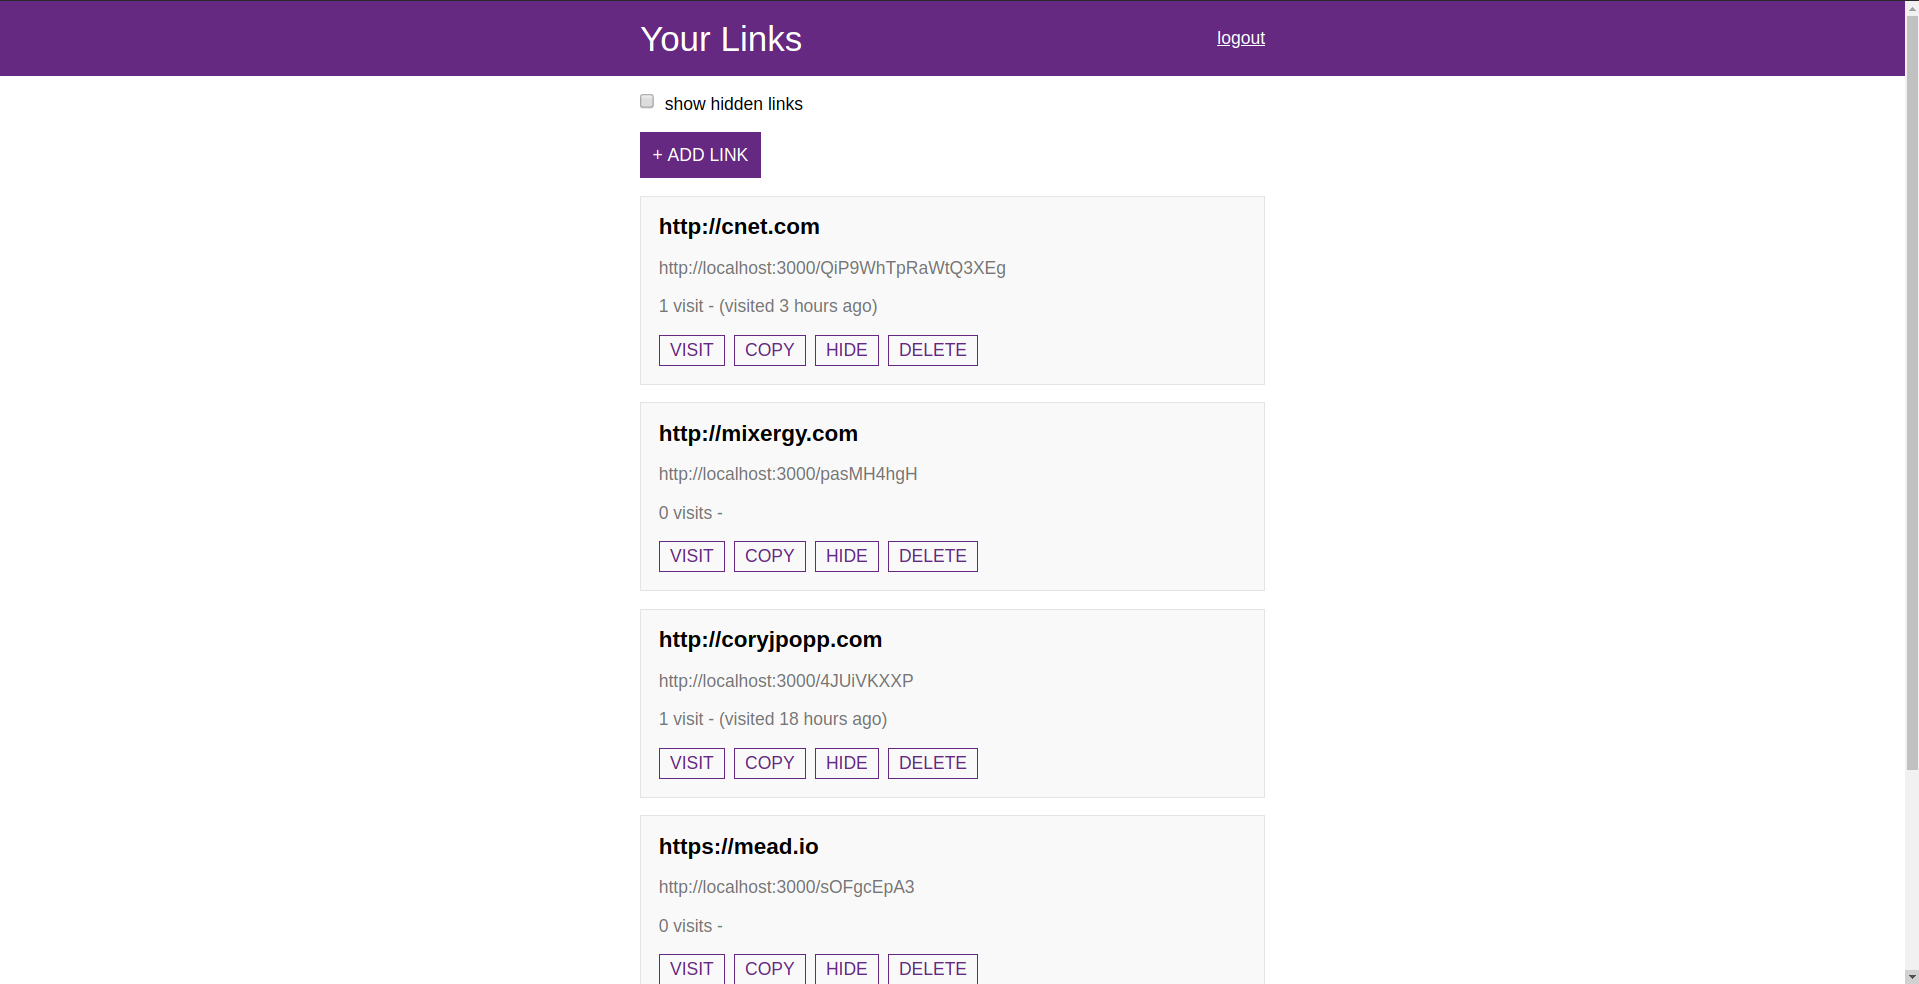 Your Links
logout
show hidden links
+ ADD LINK
http://cnet.com
http://localhost:3000/QiP9WhTpRaWtQ3XEg
1 visit - (visited 3 hours ago)
VISIT COPY HIDE DELETE
http://mixergy.com
http://localhost:3000/pasMH4hgH
0 visits -
VISIT COPY HIDE DELETE
http://coryjpopp.com
http://localhost:3000/4JUiVKXXP
1 visit - (visited 18 hours ago)
VISIT COPY HIDE DELETE
https://mead.io
http://localhost:3000/sOFgcEpA3
0 visits -
VISIT COPY HIDE DELETE